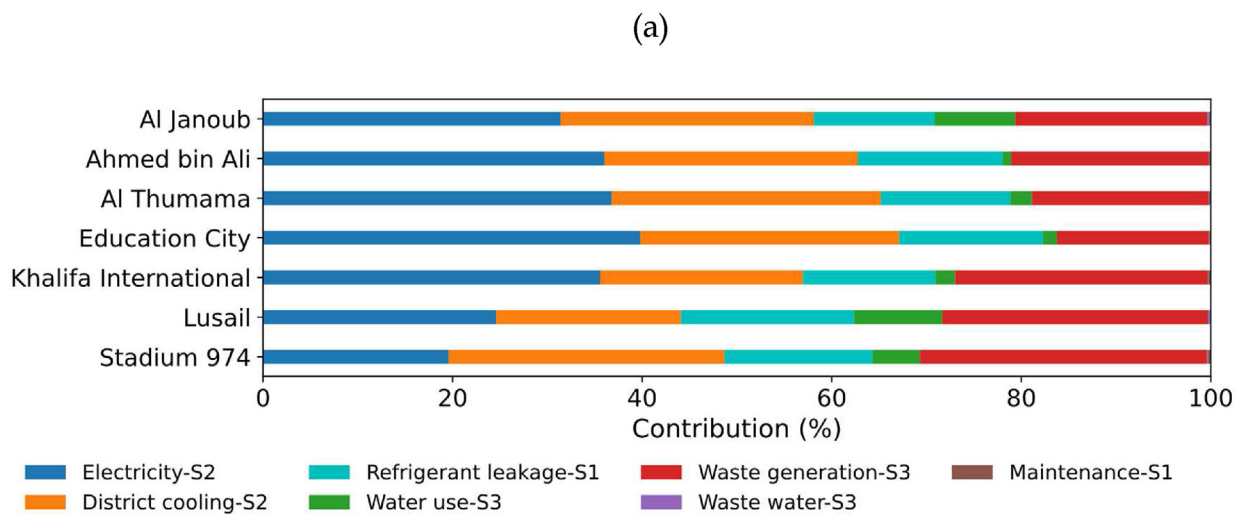 (a)
Al Janoub
Ahmed bin Ali
Al Thumama
Education City
Khalifa International
Lusail
Stadium 974
0 20 40 60 80 100
Contribution (%)
Electricity-S2 Refrigerant leakage-S1 Waste generation-S3 Maintenance-S1
District cooling-S2 Water use-S3 Waste water-S3